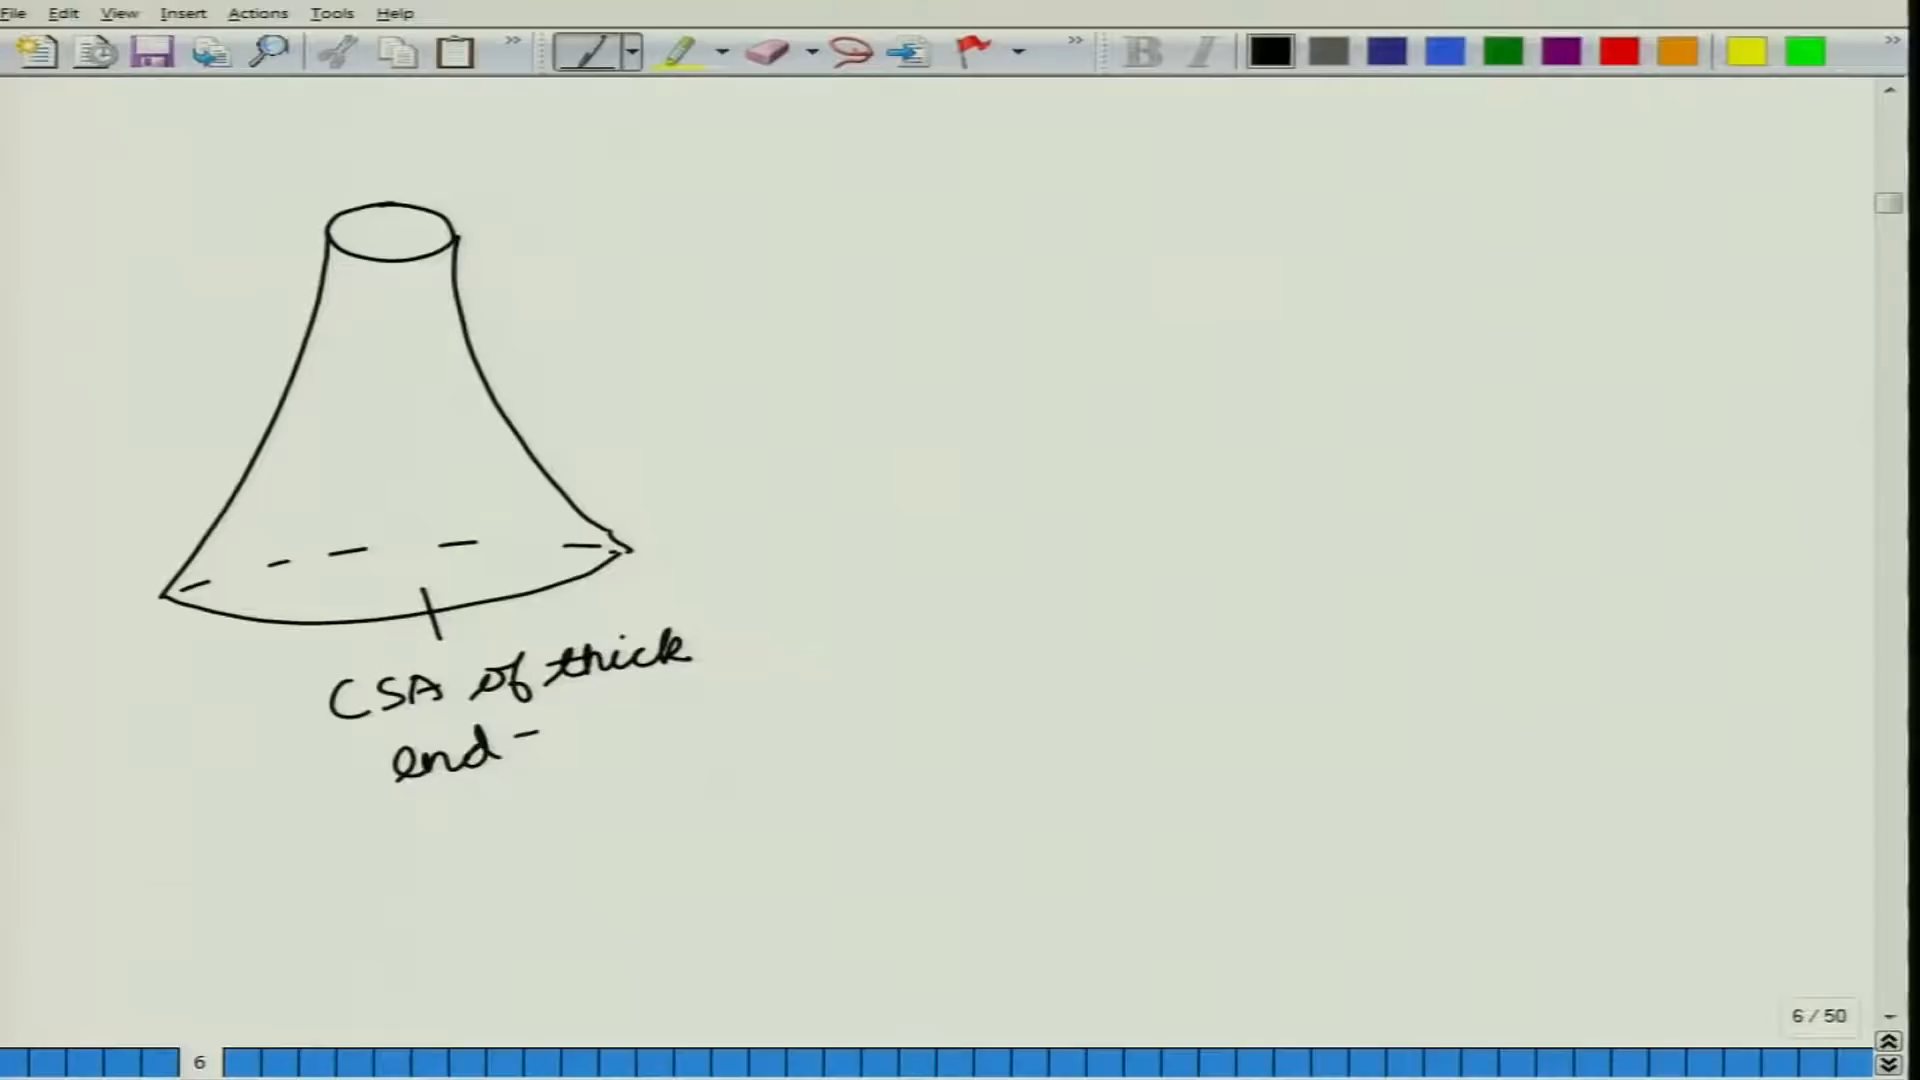 File Edit View Insert Actions Tools Help
B I
CSA of thick
end -
6 / 50
6